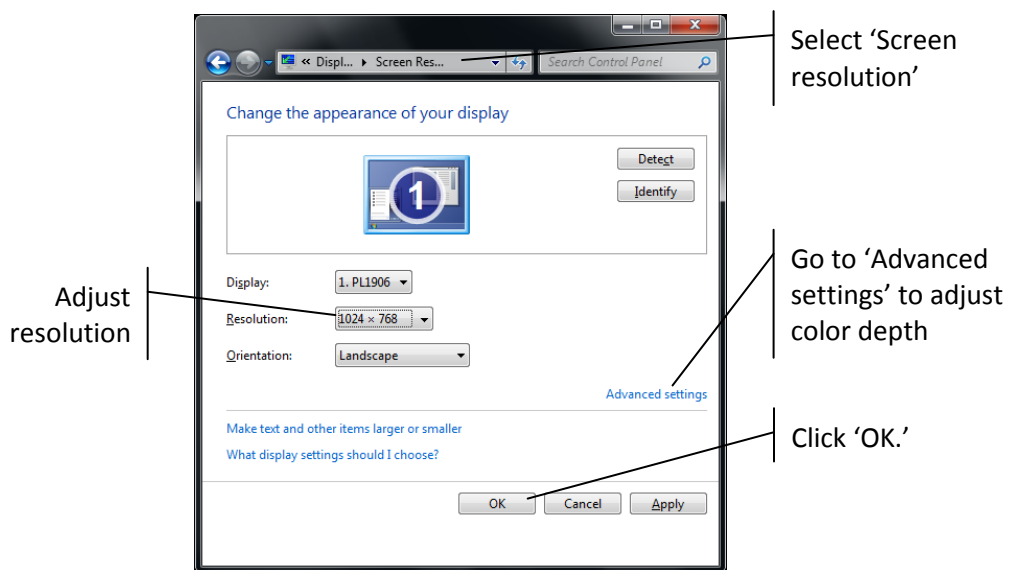 Select ‘Screen
resolution’
« Displ... ▸ Screen Res...
Search Control Panel
Change the appearance of your display
1
Detect
Identify
Display:
1. PL1906
Resolution:
1024 × 768
Orientation:
Landscape
Adjust
resolution
Go to ‘Advanced
settings’ to adjust
color depth
Advanced settings
Make text and other items larger or smaller
What display settings should I choose?
Click ‘OK.’
OK
Cancel
Apply